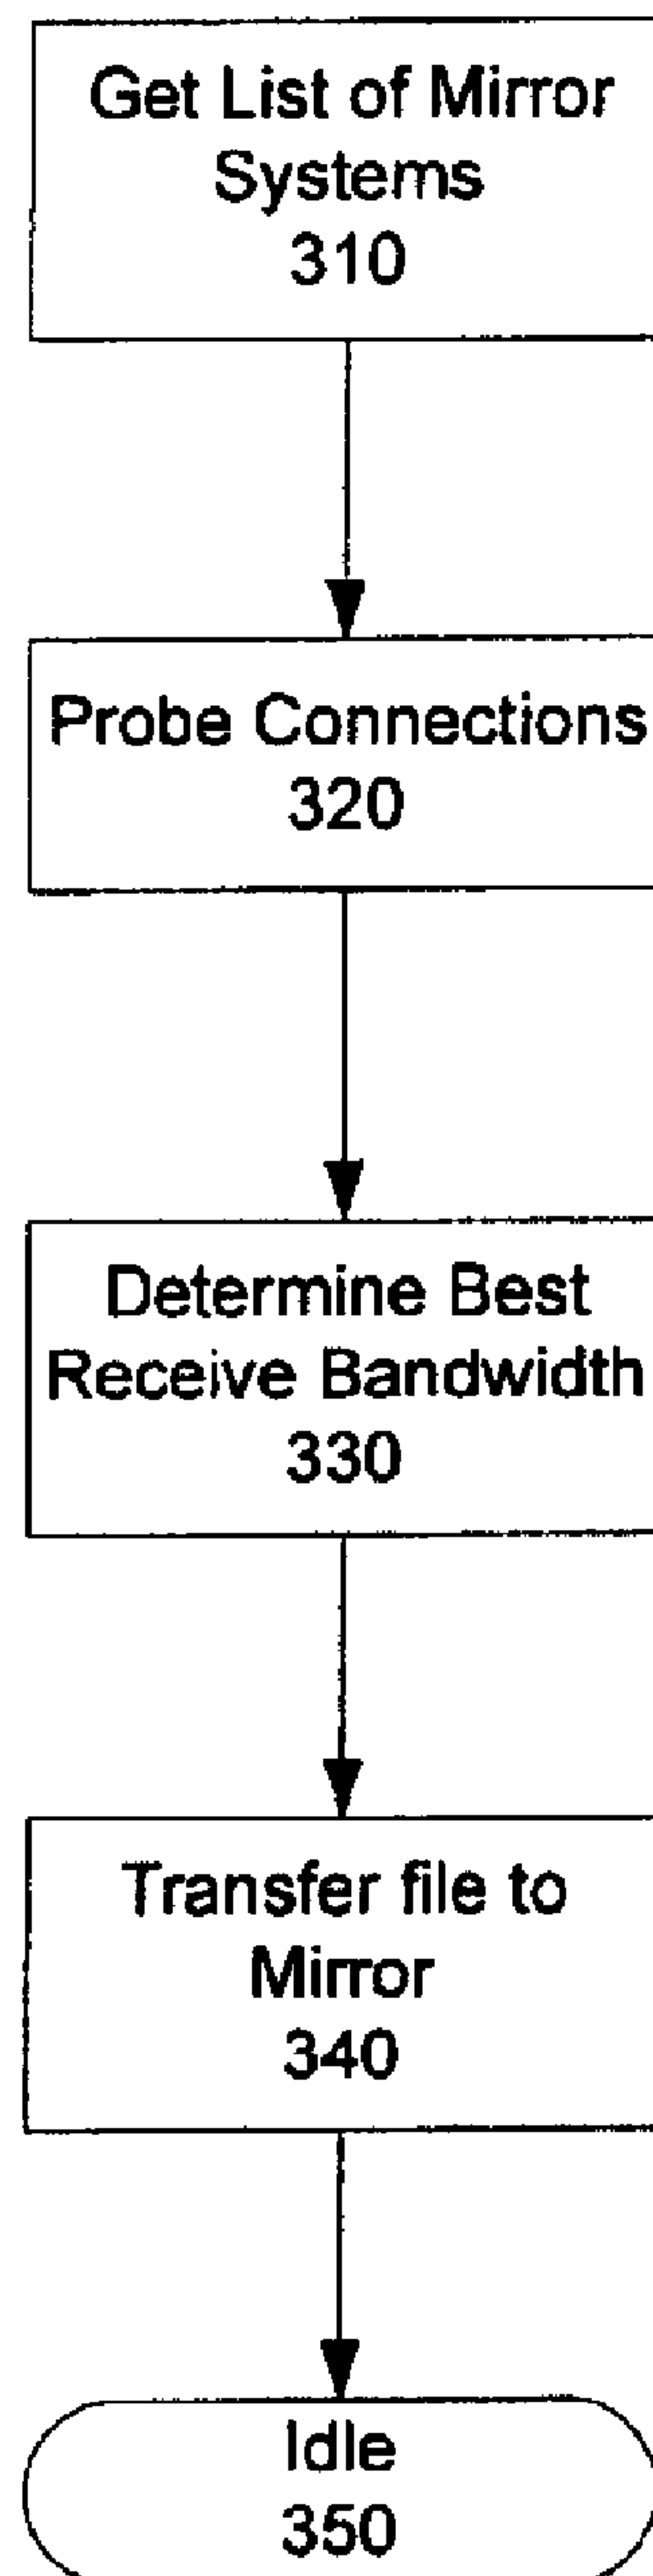 Get List of Mirror
Systems
310
Probe Connections
320
Determine Best
Receive Bandwidth
330
Transfer file to
Mirror
340
Idle
350